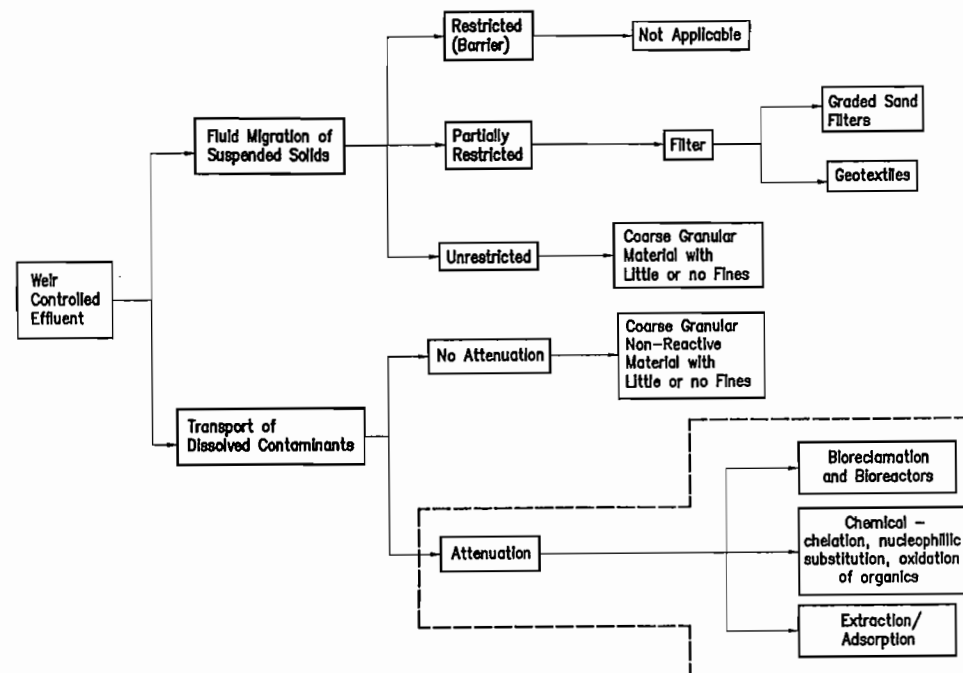 Restricted
(Barrier)
Not Applicable
Graded Sand
Filters
Fluid Migration of
Suspended Solids
Partially
Restricted
Filter
Geotextiles
Unrestricted
Coarse Granular
Material with
Little or no Fines
Weir
Controlled
Effluent
No Attenuation
Coarse Granular
Non-Reactive
Material with
Little or no Fines
Transport of
Dissolved Contaminants
Attenuation
Bioreclamation
and Bioreactors
Chemical –
chelation, nucleophillic
substitution, oxidation
of organics
Extraction/
Adsorption